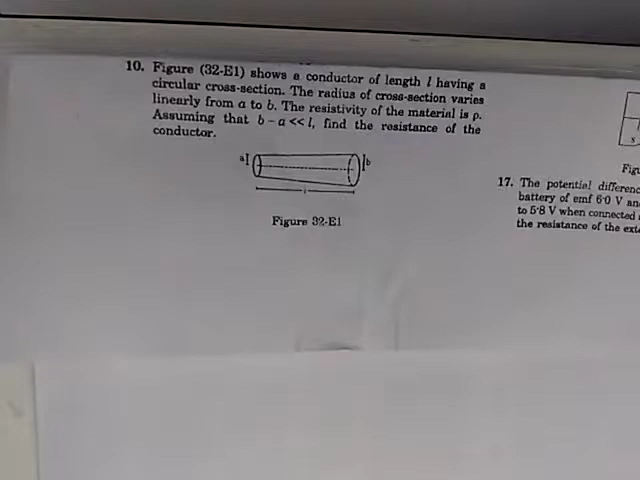 10. Figure (32-E1) shows a conductor of length l having a
circular cross-section. The radius of cross-section varies
linearly from a to b. The resistivity of the material is ρ.
Assuming that b – a << l, find the resistance of the
conductor.
a
b
l
Figure 32-E1
S
Figu
17. The potential differenc
battery of emf 6·0 V an
to 5·8 V when connected
the resistance of the exte